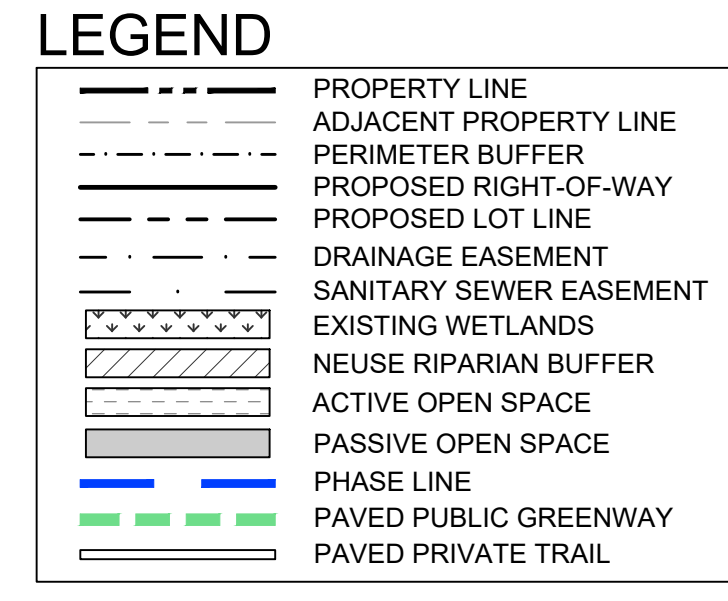 LEGEND
PROPERTY LINE
ADJACENT PROPERTY LINE
PERIMETER BUFFER
PROPOSED RIGHT-OF-WAY
PROPOSED LOT LINE
DRAINAGE EASEMENT
SANITARY SEWER EASEMENT
EXISTING WETLANDS
NEUSE RIPARIAN BUFFER
ACTIVE OPEN SPACE
PASSIVE OPEN SPACE
PHASE LINE
PAVED PUBLIC GREENWAY
PAVED PRIVATE TRAIL